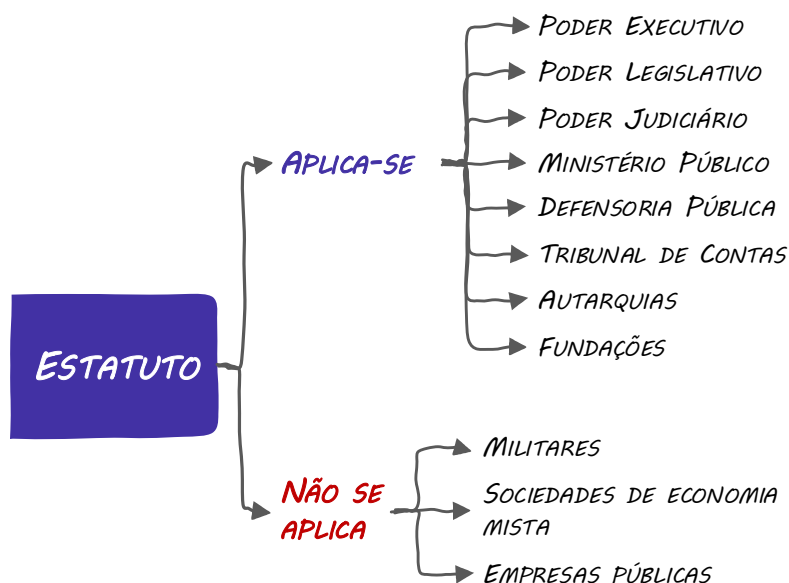 Estatuto
Aplica-se
Poder Executivo
Poder Legislativo
Poder Judiciário
Ministério Público
Defensoria Pública
Tribunal de Contas
Autarquias
Fundações
Não se
aplica
Militares
Sociedades de economia
mista
Empresas públicas